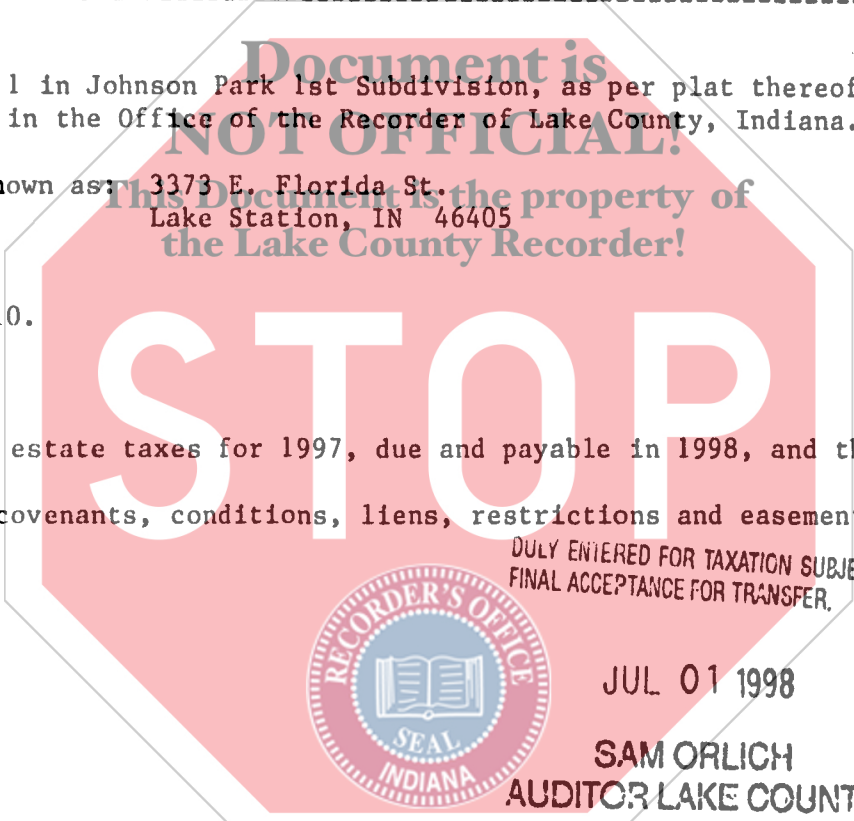 Document is
l in Johnson Park 1st Subdivision, as per plat thereof
in the Office of the Recorder of Lake County, Indiana.
NOT OFFICIAL!
nown as: 3373 E. Florida St.
This Document is the property of
Lake Station, IN 46405
the Lake County Recorder!
0.
STOP
estate taxes for 1997, due and payable in 1998, and th
covenants, conditions, liens, restrictions and easement
DULY ENTERED FOR TAXATION SUBJE
FINAL ACCEPTANCE FOR TRANSFER.
RECORDER'S OFFICE
JUL 01 1998
SEAL
INDIANA
SAM ORLICH
AUDITOR LAKE COUNT